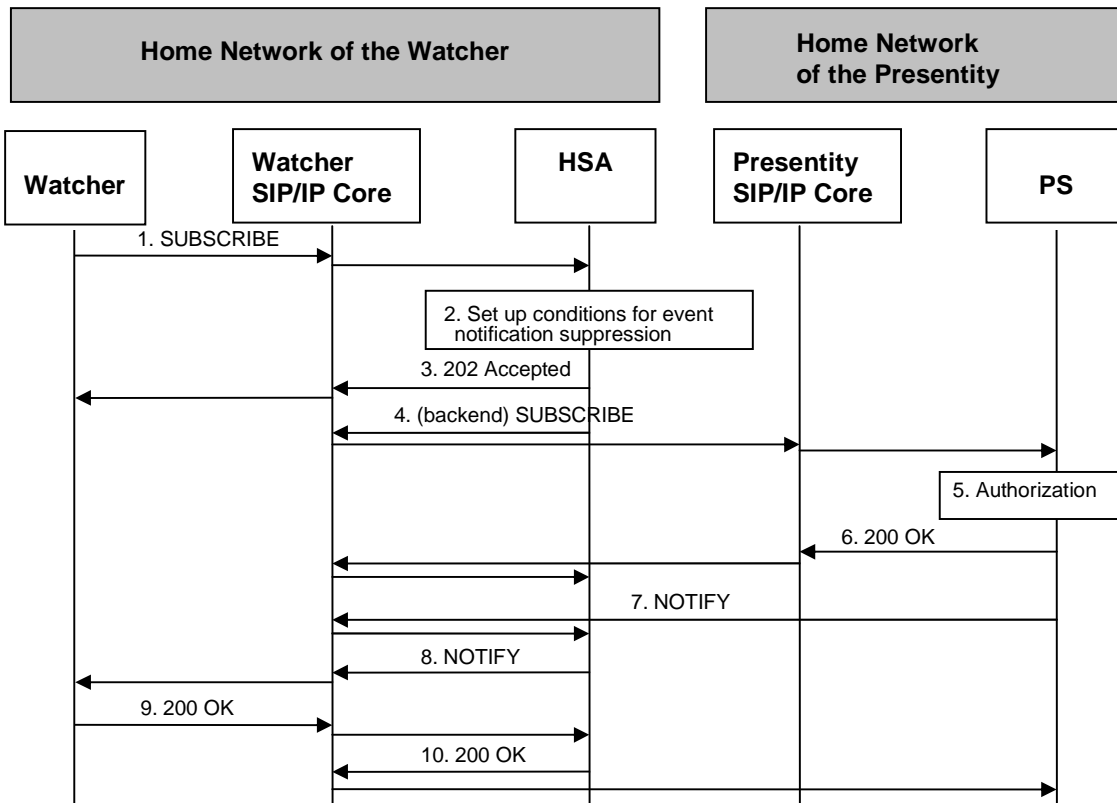 Home Network of the Watcher
Home Network
of the Presentity
Watcher
Watcher
SIP/IP Core
HSA
Presentity
SIP/IP Core
PS
1. SUBSCRIBE
2. Set up conditions for event
notification suppression
3. 202 Accepted
4. (backend) SUBSCRIBE
5. Authorization
6. 200 OK
7. NOTIFY
8. NOTIFY
9. 200 OK
10. 200 OK